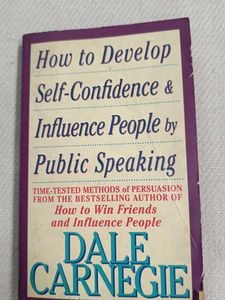 How to Develop
Self-Confidence &
Influence People by
Public Speaking
TIME-TESTED METHODS of PERSUASION
FROM THE BESTSELLING AUTHOR OF
How to Win Friends
and Influence People
DALE
CARNEGIE